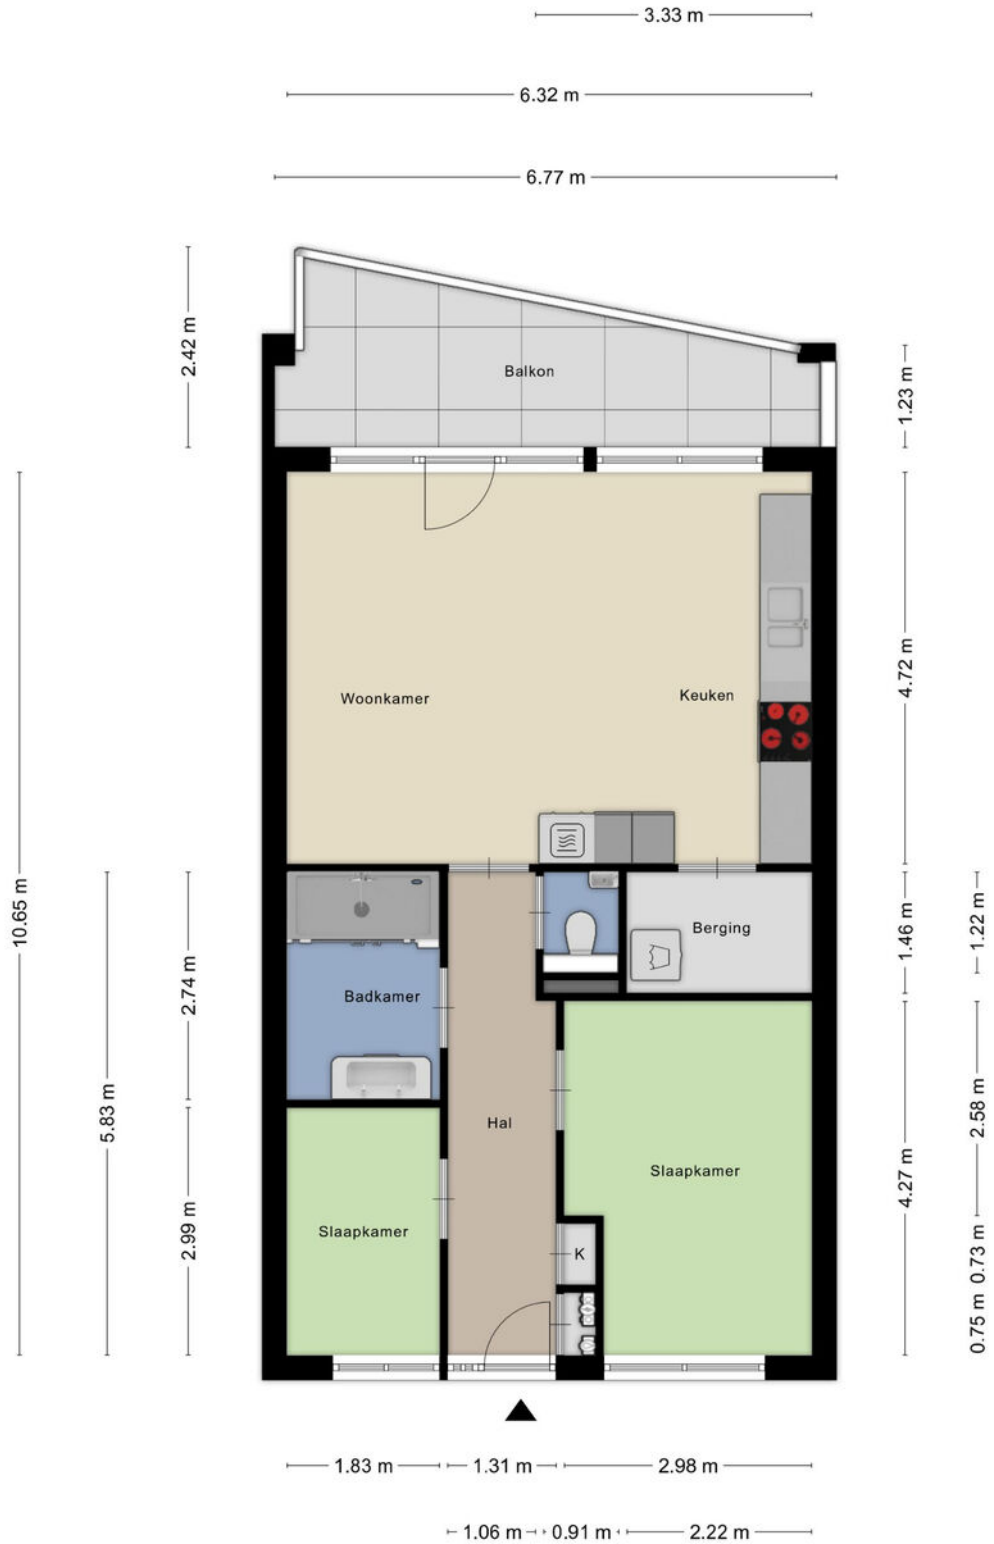 3.33 m
6.32 m
6.77 m
2.42 m
Balkon
1.23 m
Woonkamer
Keuken
4.72 m
10.65 m
5.83 m
2.74 m
Badkamer
Berging
1.46 m
1.22 m
Hal
2.58 m
Slaapkamer
4.27 m
Slaapkamer
2.99 m
K
0.73 m
0.75 m
1.83 m
1.31 m
2.98 m
1.06 m
0.91 m
2.22 m